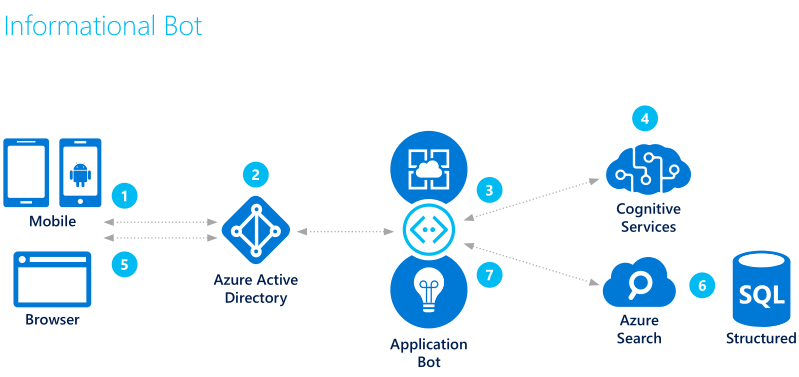 Informational Bot
1
Mobile
5
Browser
2
Azure Active
Directory
3
7
Application
Bot
4
Cognitive
Services
Azure
Search
6
SQL
Structured